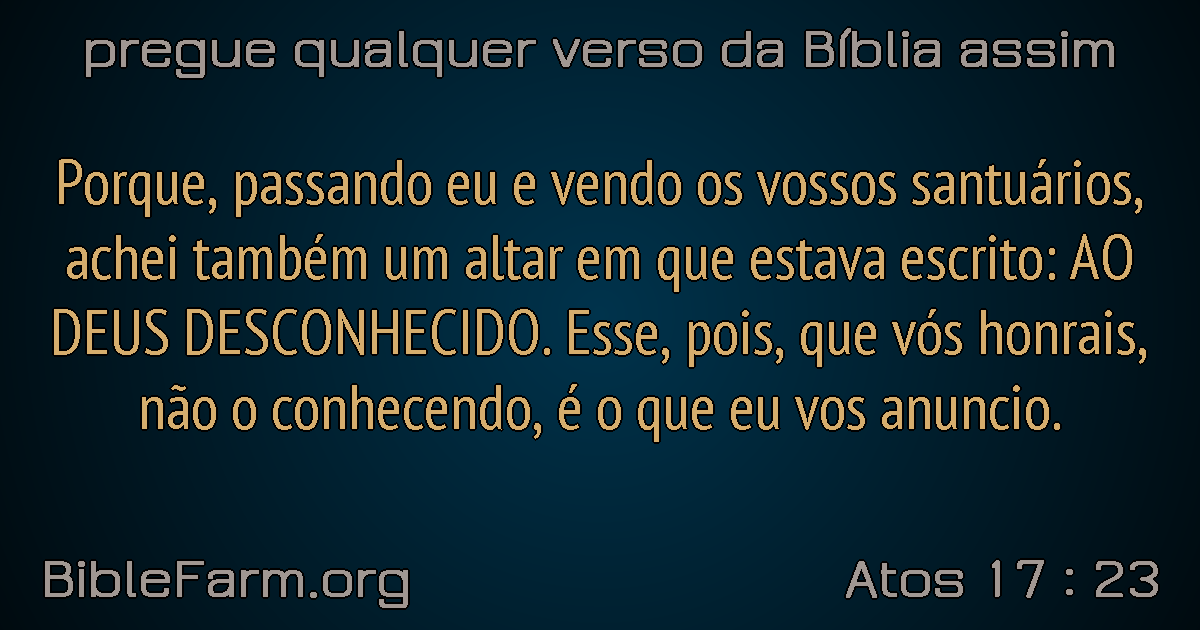 pregue qualquer verso da Bíblia assim
Porque, passando eu e vendo os vossos santuários,
achei também um altar em que estava escrito: AO
DEUS DESCONHECIDO. Esse, pois, que vós honrais,
não o conhecendo, é o que eu vos anuncio.
BibleFarm.org
Atos 17 : 23